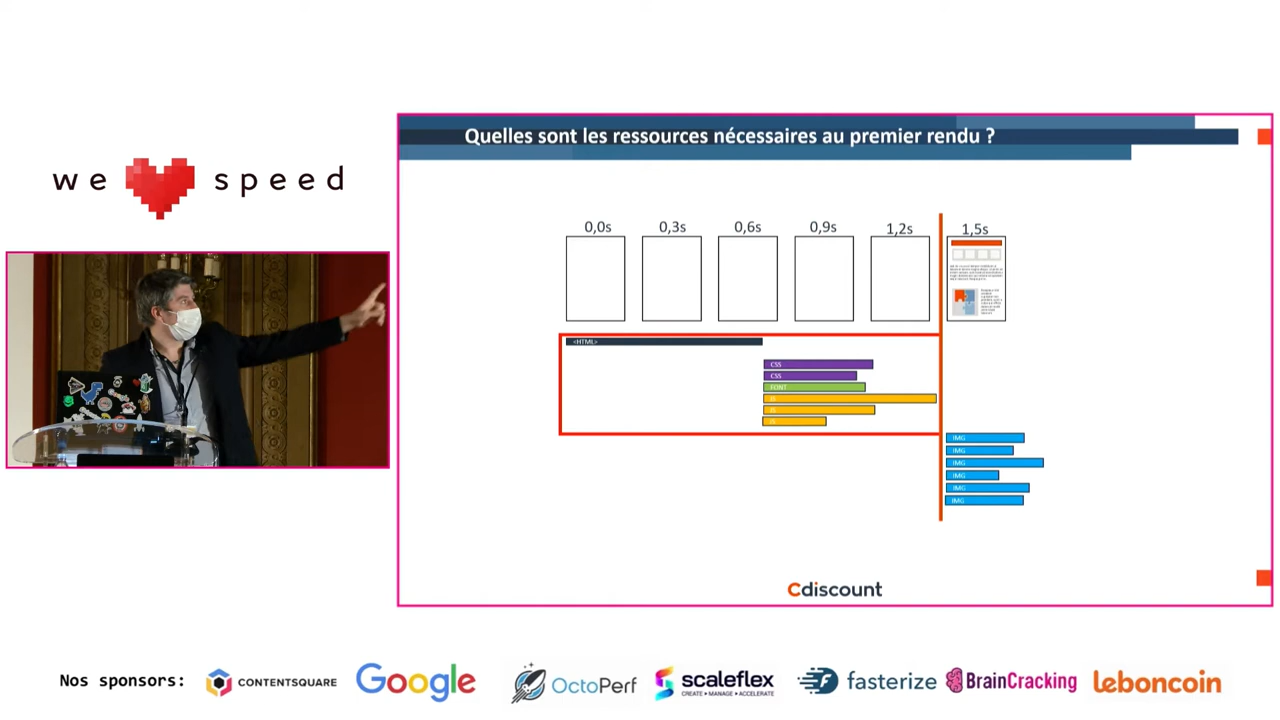 we speed
Quelles sont les ressources nécessaires au premier rendu ?
0,0s 0,3s 0,6s 0,9s 1,2s 1,5s
<HTML>
CSS
CSS
FONT
JS
JS
IMG
IMG
IMG
IMG
IMG
IMG
Cdiscount
Nos sponsors: CONTENTSQUARE Google OctoPerf scaleflex CREATE • MANAGE • ACCELERATE fasterize BrainCracking leboncoin